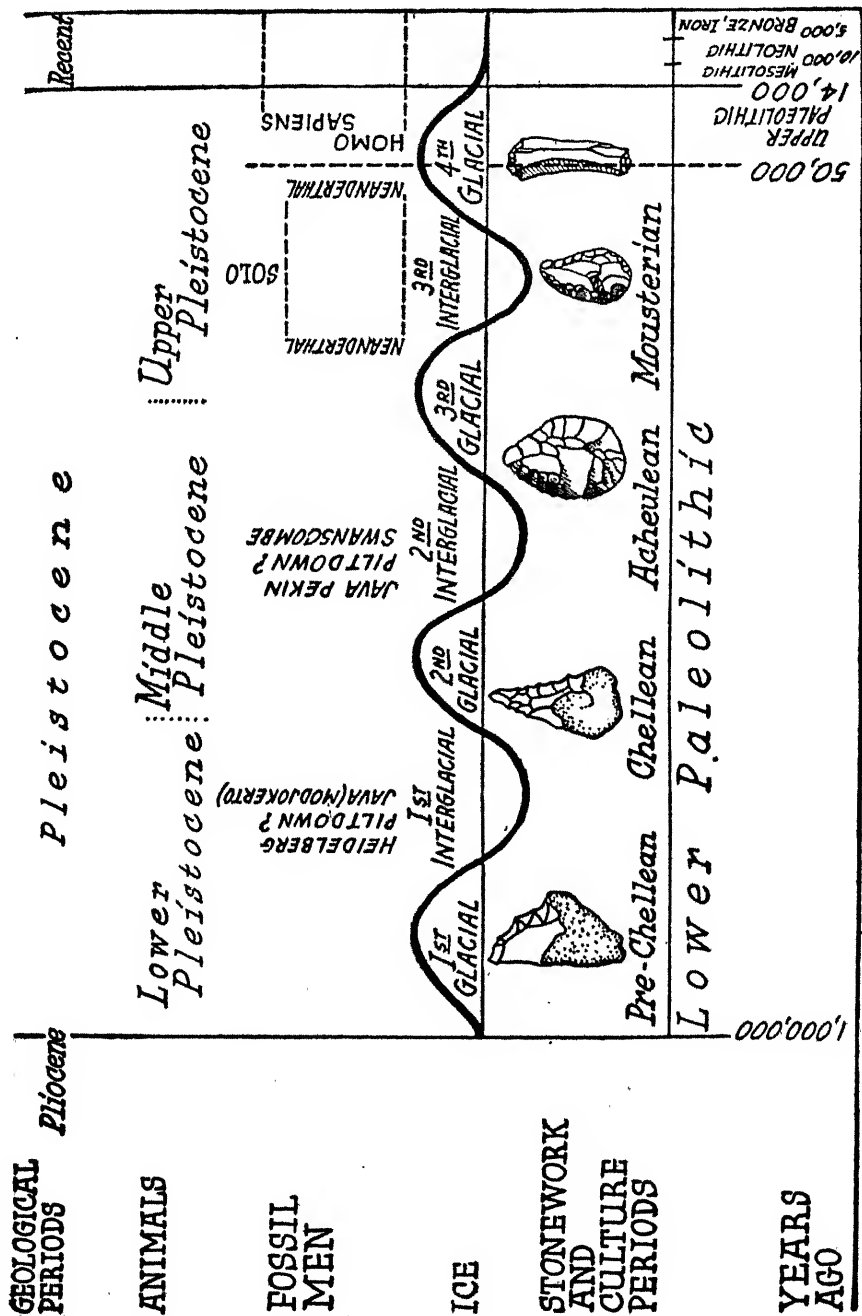 GEOLOGICAL
PERIODS
Pliocene
Pleistocene
Recent
ANIMALS
Lower
Pleistocene
Middle
Pleistocene
Upper
Pleistocene
FOSSIL
MEN
HEIDELBERG
PILTDOWN ?
JAVA (MODJOKERTO)
JAVA PEKIN
PILTDOWN ?
SWANSCOMBE
NEANDERTHAL
SOLO
NEANDERTHAL
HOMO
SAPIENS
ICE
1ST
GLACIAL
1ST
INTERGLACIAL
2ND
GLACIAL
2ND
INTERGLACIAL
3RD
GLACIAL
3RD
INTERGLACIAL
4TH
GLACIAL
STONEWORK
AND
CULTURE
PERIODS
Pre-Chellean
Chellean
Acheulean
Mousterian
Lower Paleolithic
UPPER
PALEOLITHIC
MESOLITHIC
NEOLITHIC
BRONZE, IRON
YEARS
AGO
1,000,000
50,000
14,000
10,000
5,000